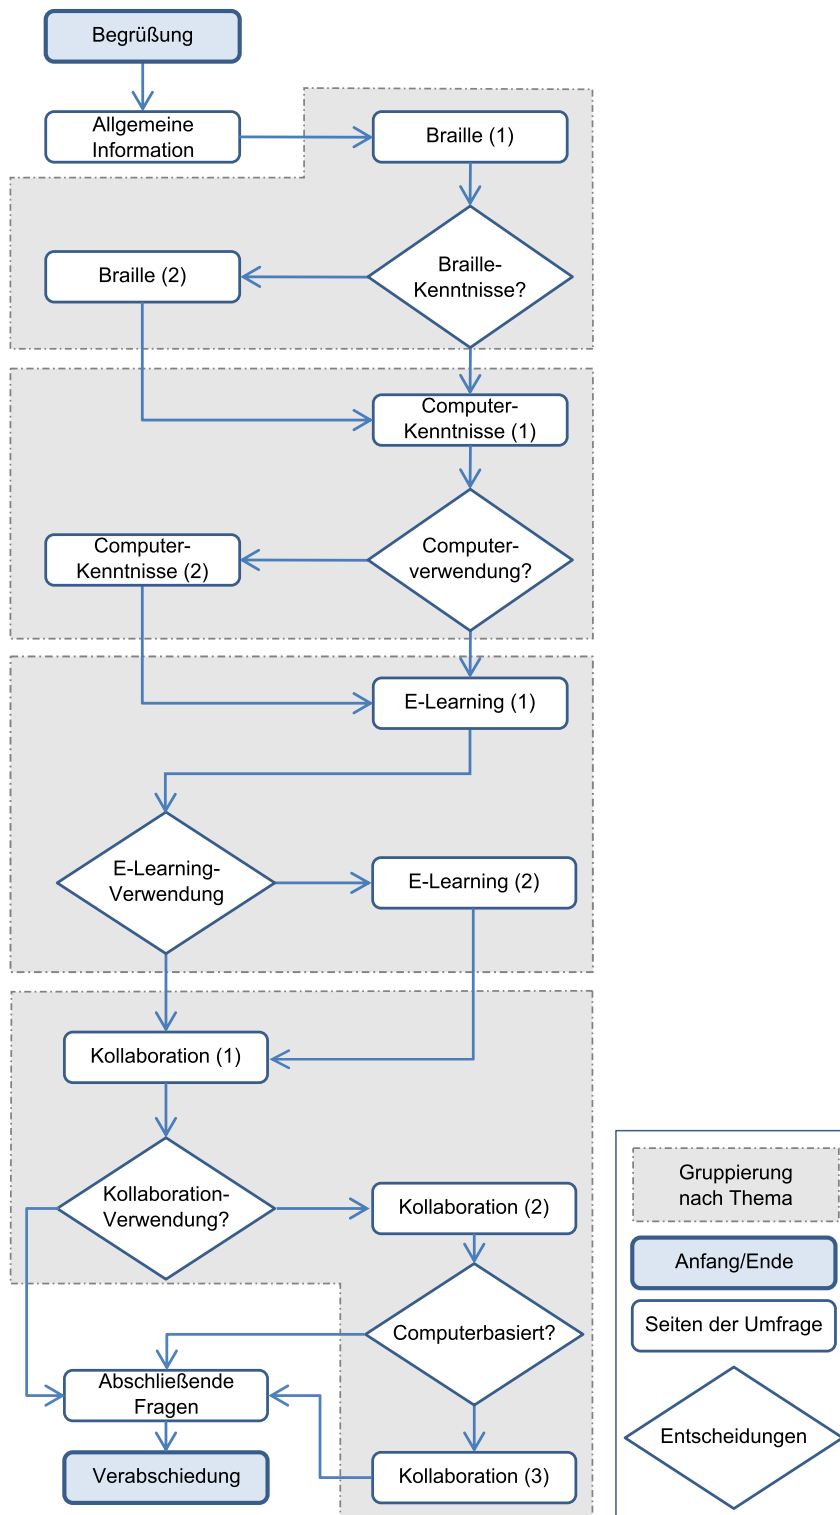 Begrüßung
Allgemeine
Information
Braille (1)
Braille-
Kenntnisse?
Braille (2)
Computer-
Kenntnisse (1)
Computer-
verwendung?
Computer-
Kenntnisse (2)
E-Learning (1)
E-Learning-
Verwendung
E-Learning (2)
Kollaboration (1)
Kollaboration-
Verwendung?
Kollaboration (2)
Computerbasiert?
Abschließende
Fragen
Kollaboration (3)
Verabschiedung
Gruppierung
nach Thema
Anfang/Ende
Seiten der Umfrage
Entscheidungen